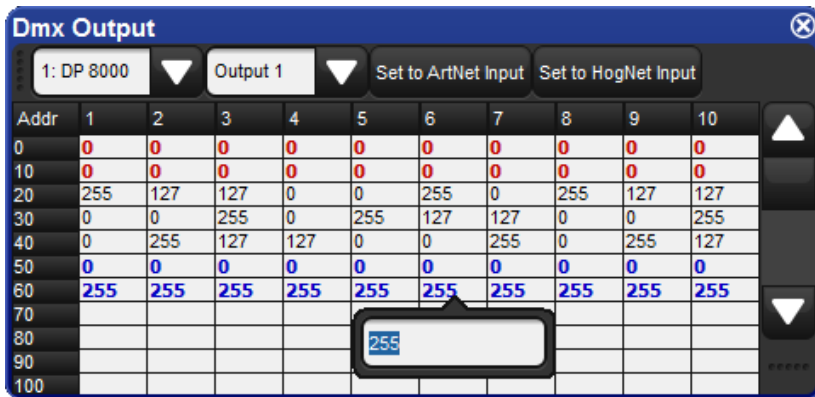 Dmx Output
1: DP 8000 Output 1 Set to ArtNet Input Set to HogNet Input
Addr 1 2 3 4 5 6 7 8 9 10
0 0 0 0 0 0 0 0 0 0 0
10 0 0 0 0 0 0 0 0 0 0
20 255 127 127 0 0 255 0 255 127 127
30 0 0 255 0 255 127 127 0 0 255
40 0 255 127 127 0 0 255 0 255 127
50 0 0 0 0 0 0 0 0 0 0
60 255 255 255 255 255 255 255 255 255 255
70
80 255
90
100